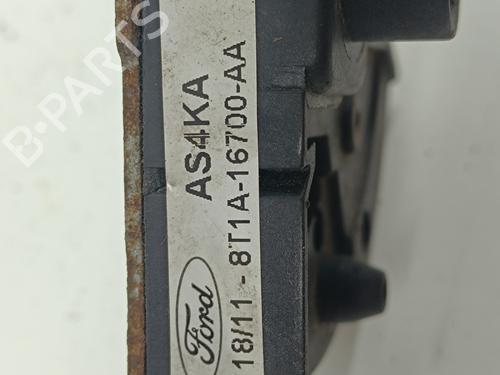 B-PARTS
AS4KA
18/11 - 8T1A-16700-AA
Ford